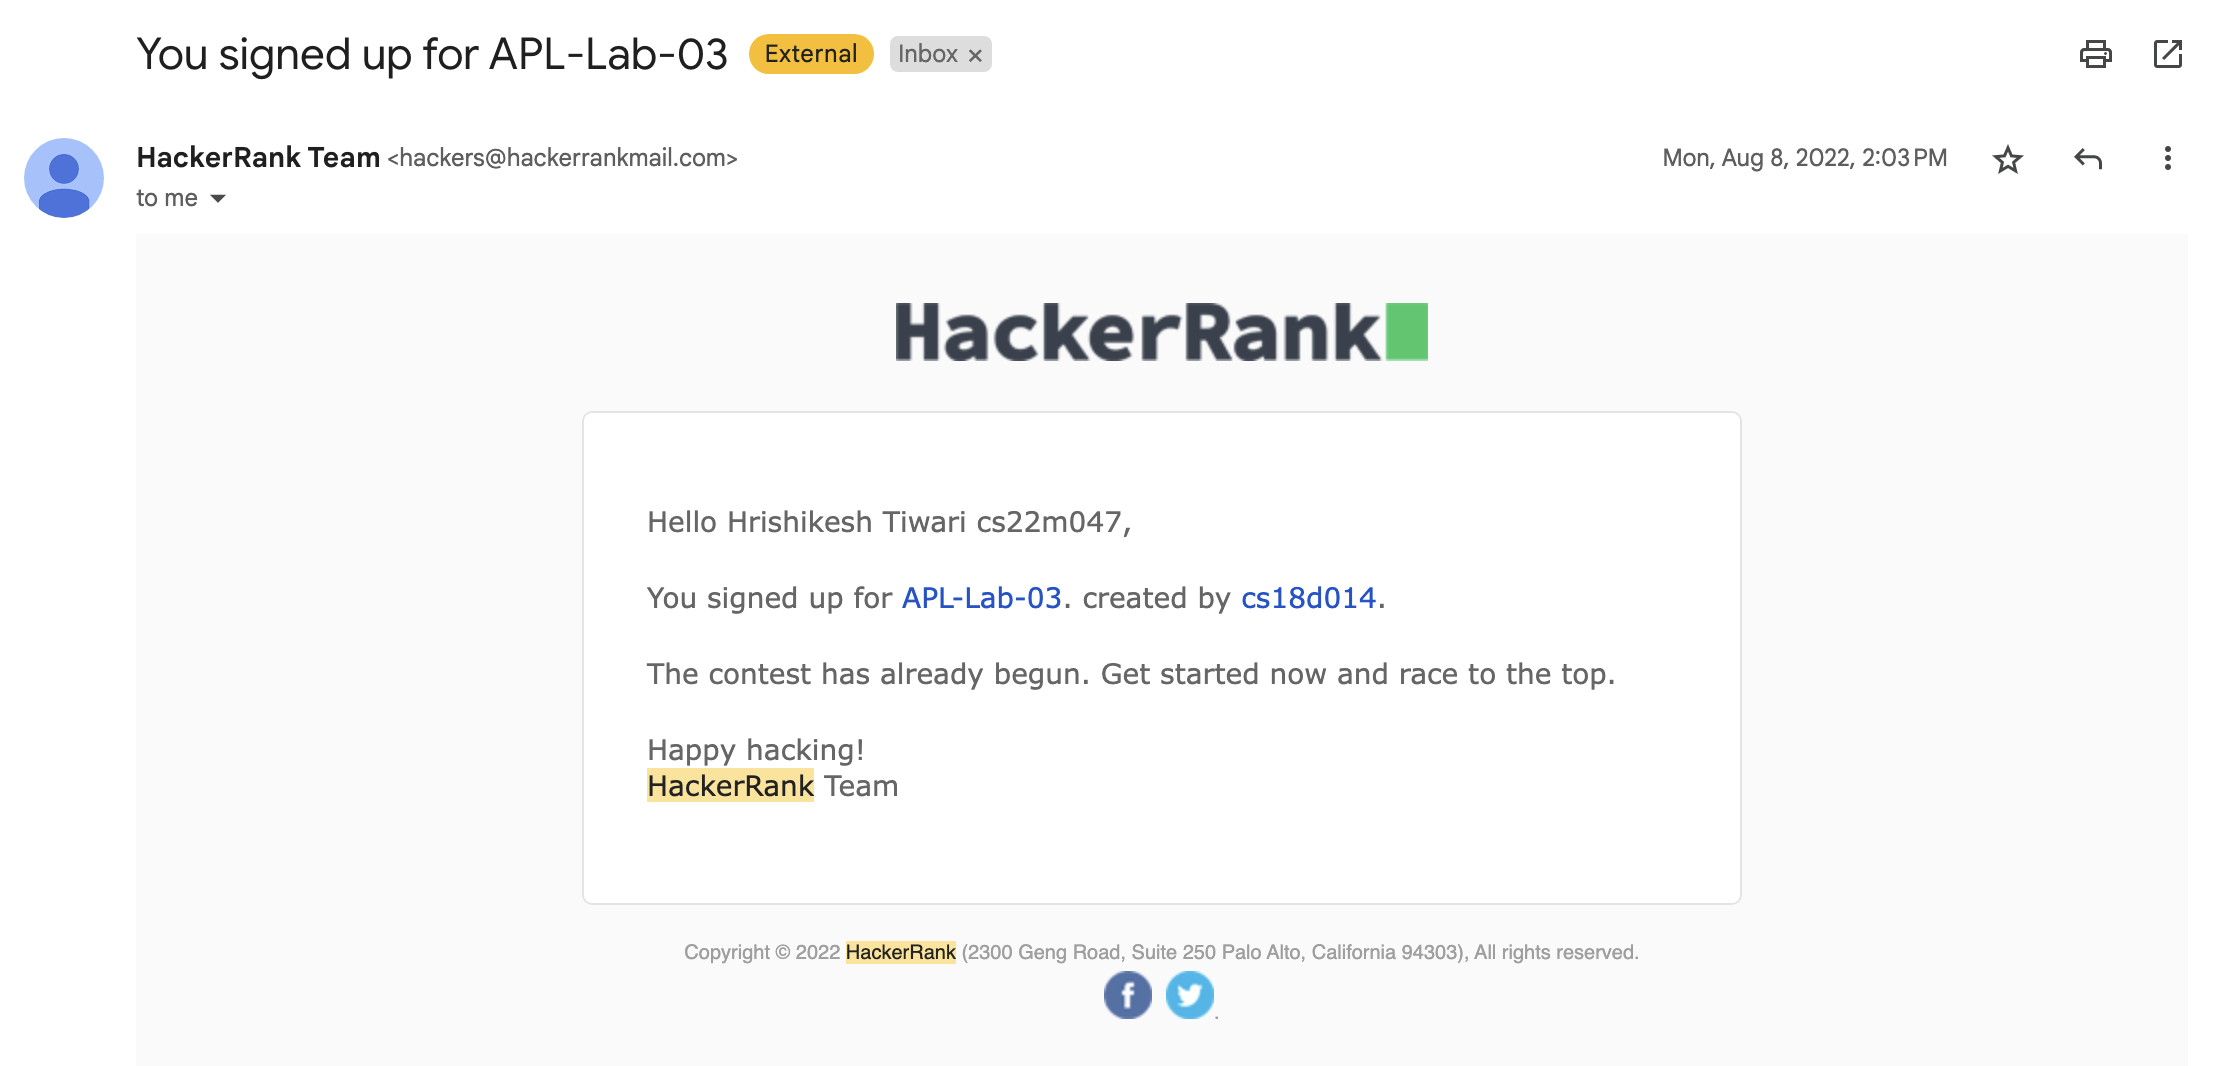 You signed up for APL-Lab-03 External Inbox ×
HackerRank Team <hackers@hackerrankmail.com> Mon, Aug 8, 2022, 2:03 PM
to me
HackerRank
Hello Hrishikesh Tiwari cs22m047,
You signed up for APL-Lab-03. created by cs18d014.
The contest has already begun. Get started now and race to the top.
Happy hacking!
HackerRank Team
Copyright © 2022 HackerRank (2300 Geng Road, Suite 250 Palo Alto, California 94303), All rights reserved.
f .